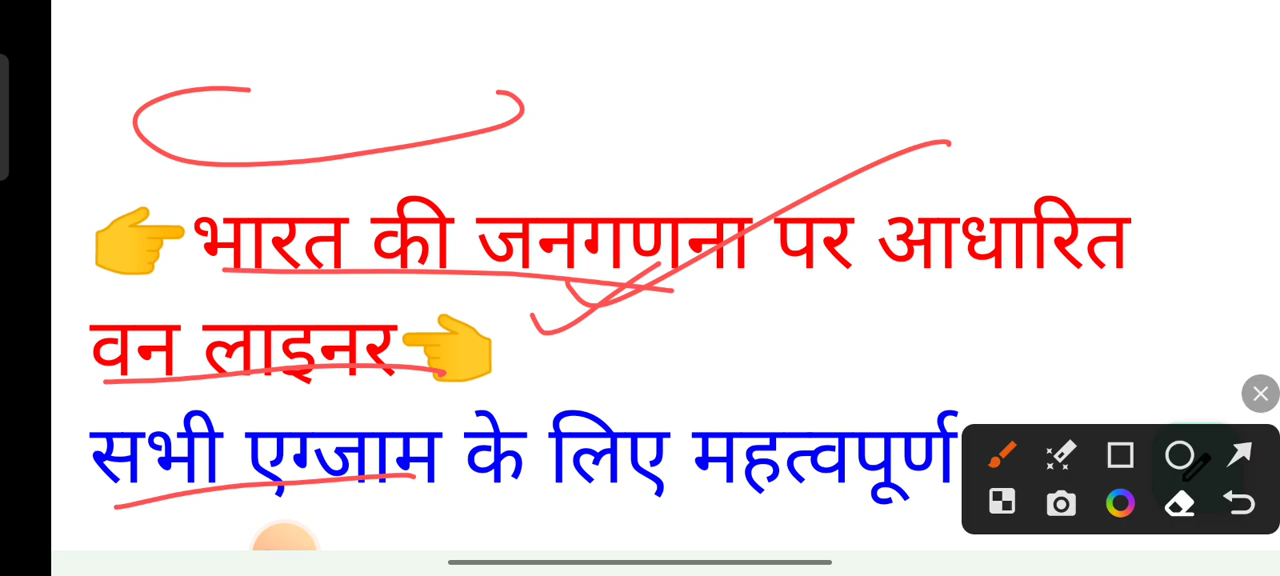 👉भारत की जनगणना पर आधारित
वन लाइनर👈
सभी एग्जाम के लिए महत्वपूर्ण